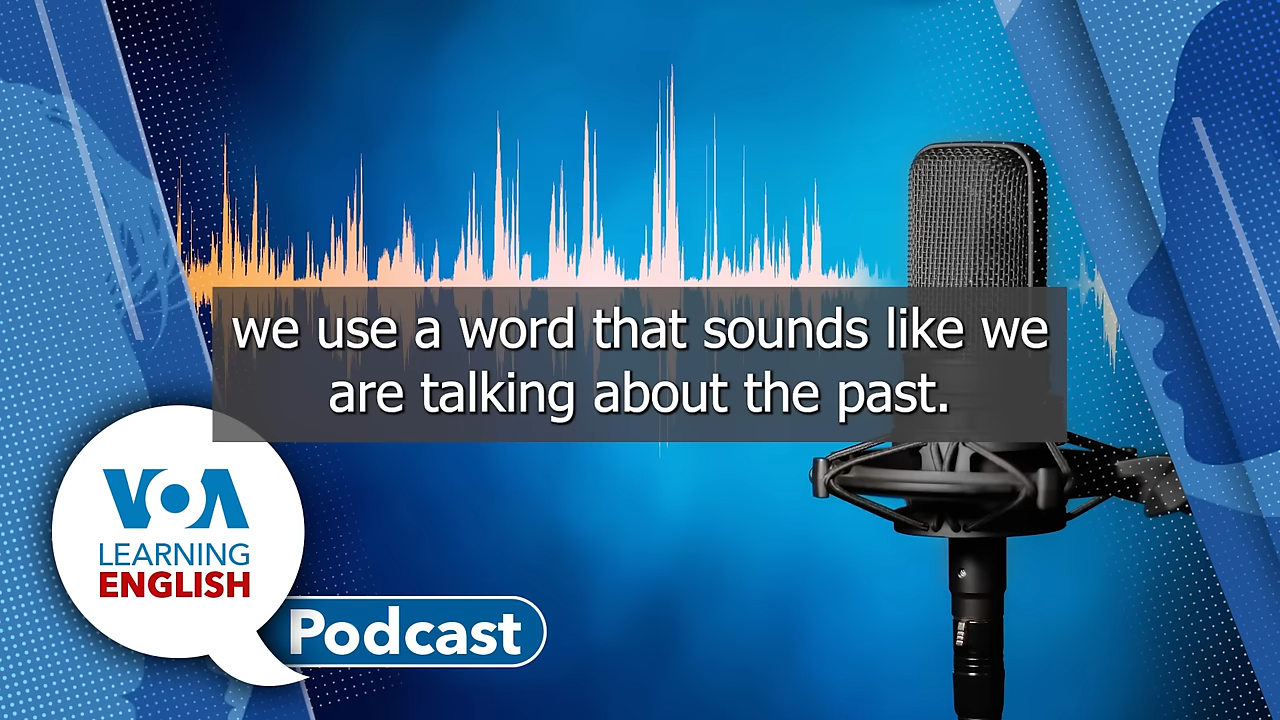 we use a word that sounds like we
are talking about the past.
VOA
LEARNING
ENGLISH
Podcast